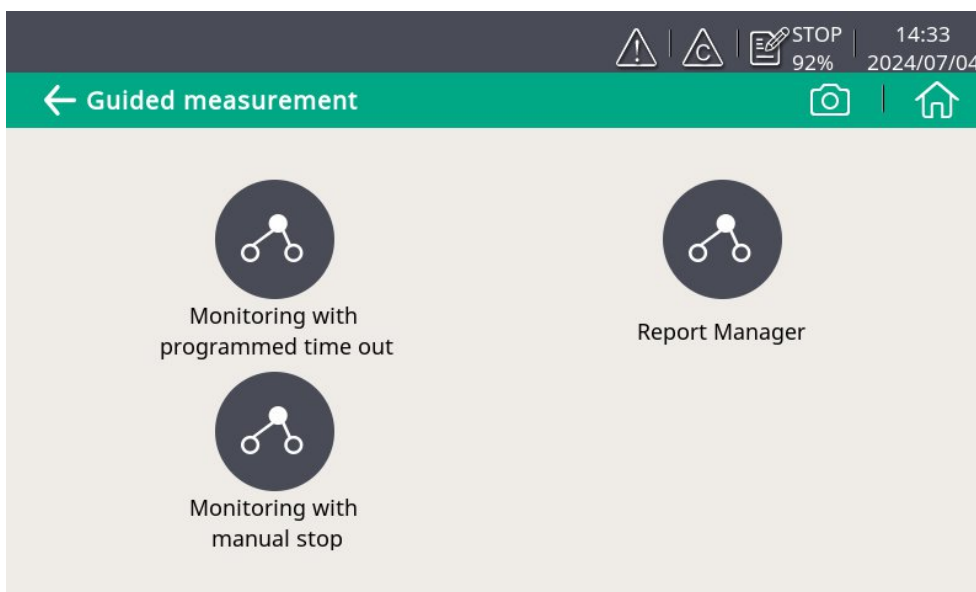 STOP 14:33
C 92% 2024/07/04
Guided measurement
Monitoring with
programmed time out
Report Manager
Monitoring with
manual stop